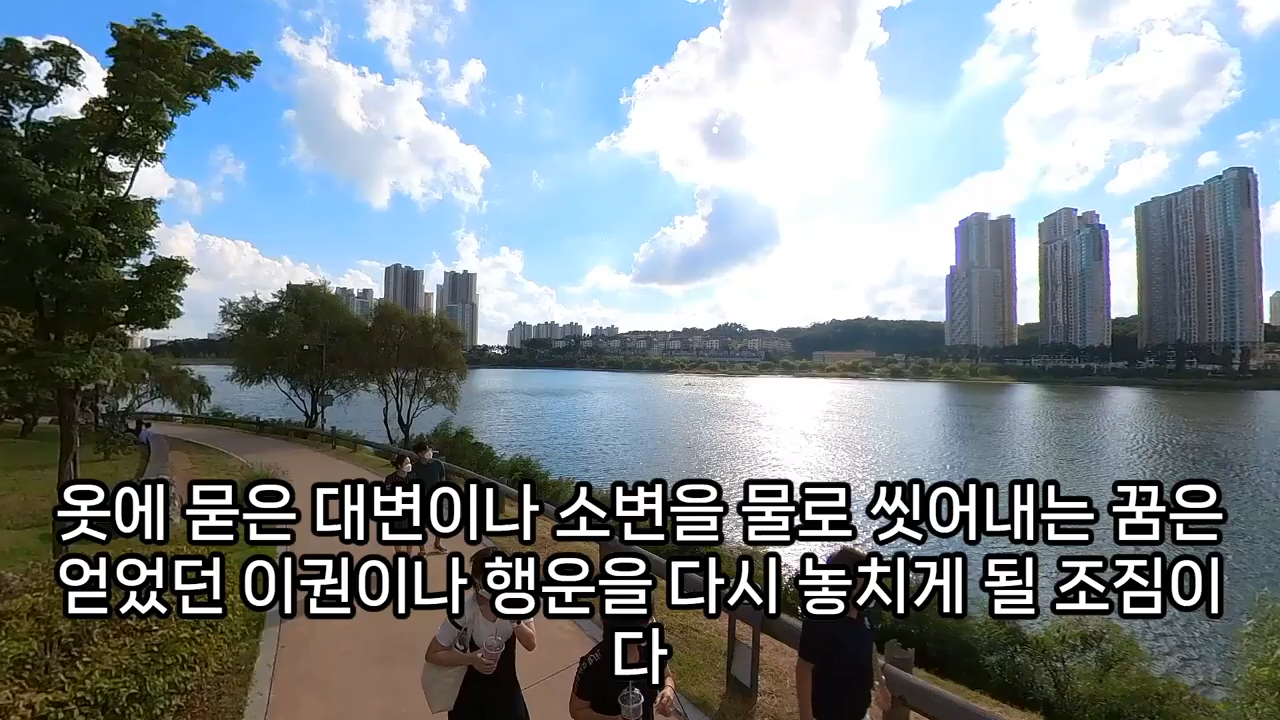 옷에 묻은 대변이나 소변을 물로 씻어내는 꿈은
얻었던 이권이나 행운을 다시 놓치게 될 조짐이
다